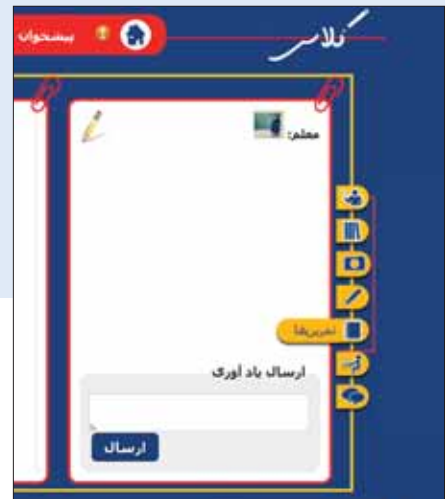 کلاس
پیشخوان
معلم:
تمرین‌ها
ارسال یاد آوری
ارسال